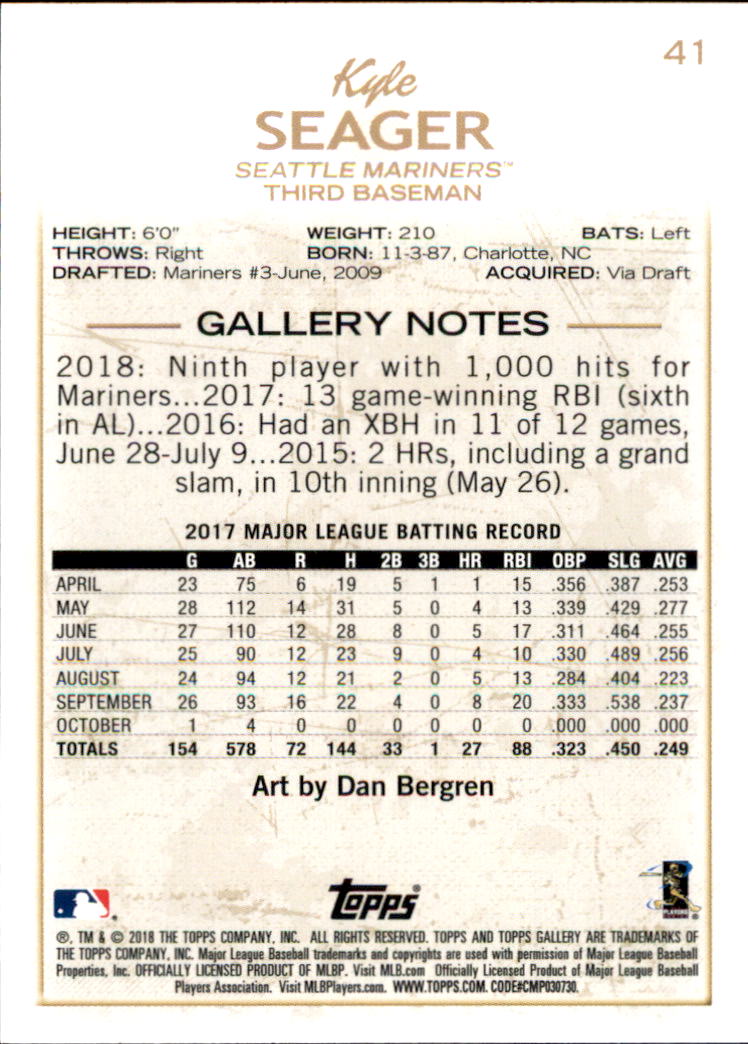 41
Kyle
SEAGER
SEATTLE MARINERS™
THIRD BASEMAN
HEIGHT: 6'0" WEIGHT: 210 BATS: Left
THROWS: Right BORN: 11-3-87, Charlotte, NC
DRAFTED: Mariners #3-June, 2009 ACQUIRED: Via Draft
GALLERY NOTES
2018: Ninth player with 1,000 hits for
Mariners...2017: 13 game-winning RBI (sixth
in AL)...2016: Had an XBH in 11 of 12 games,
June 28-July 9...2015: 2 HRs, including a grand
slam, in 10th inning (May 26).
2017 MAJOR LEAGUE BATTING RECORD
G AB R H 2B 3B HR RBI OBP SLG AVG
APRIL 23 75 6 19 5 1 1 15 .356 .387 .253
MAY 28 112 14 31 5 0 4 13 .339 .429 .277
JUNE 27 110 12 28 8 0 5 17 .311 .464 .255
JULY 25 90 12 23 9 0 4 10 .330 .489 .256
AUGUST 24 94 12 21 2 0 5 13 .284 .404 .223
SEPTEMBER 26 93 16 22 4 0 8 20 .333 .538 .237
OCTOBER 1 4 0 0 0 0 0 0 .000 .000 .000
TOTALS 154 578 72 144 33 1 27 88 .323 .450 .249
Art by Dan Bergren
Topps®
®, TM & © 2018 THE TOPPS COMPANY, INC. ALL RIGHTS RESERVED. TOPPS AND TOPPS GALLERY ARE TRADEMARKS OF
THE TOPPS COMPANY, INC. Major League Baseball trademarks and copyrights are used with permission of Major League Baseball
Properties, Inc. OFFICIALLY LICENSED PRODUCT OF MLBP. Visit MLB.com Officially Licensed Product of Major League Baseball
Players Association. Visit MLBPlayers.com. WWW.TOPPS.COM. CODE#CMP030730.